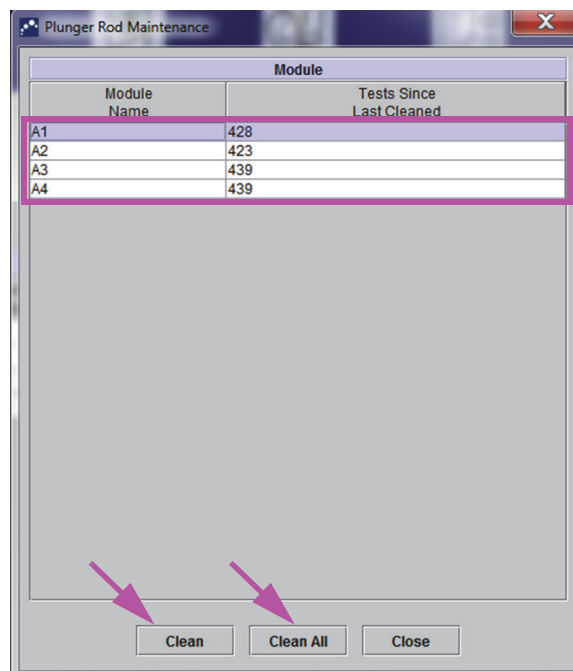 Plunger Rod Maintenance
X
Module
Module Name	Tests Since Last Cleaned
A1	428
A2	423
A3	439
A4	439
Clean	Clean All	Close